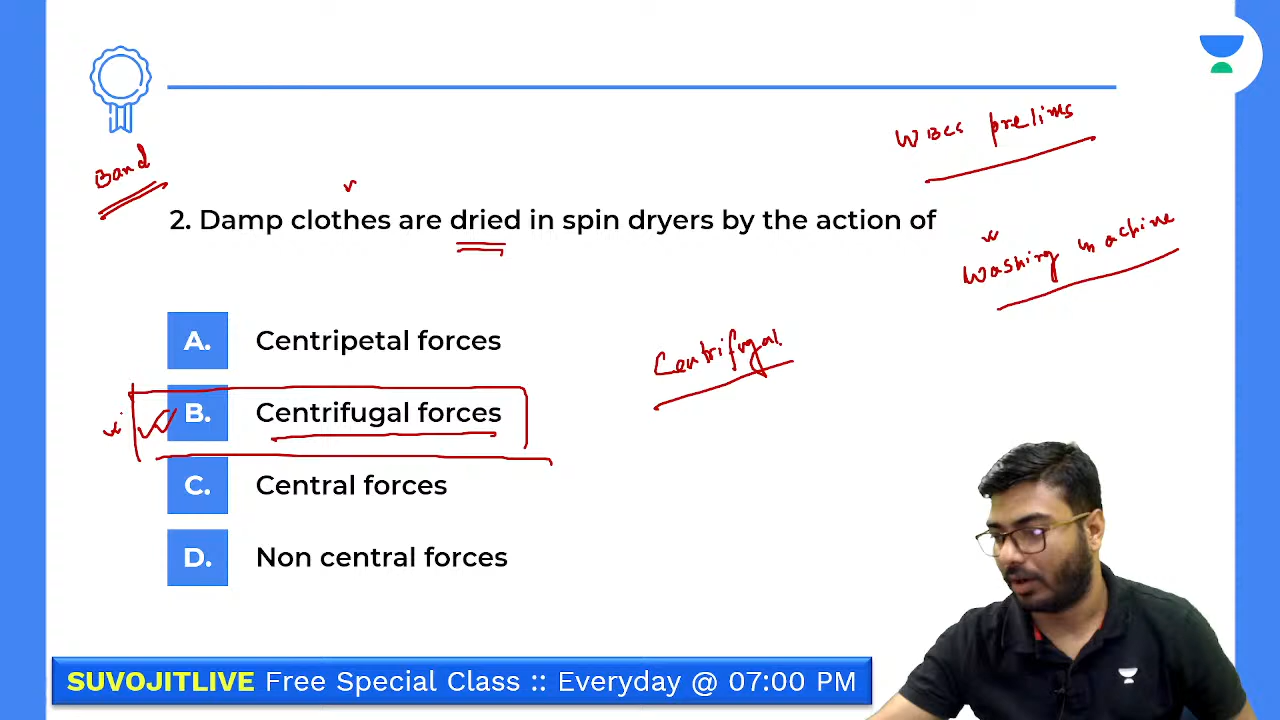 WBCS prelims
Band
2. Damp clothes are dried in spin dryers by the action of
Washing machine
A. Centripetal forces
Centrifugal
B. Centrifugal forces
C. Central forces
D. Non central forces
SUVOJITLIVE Free Special Class :: Everyday @ 07:00 PM